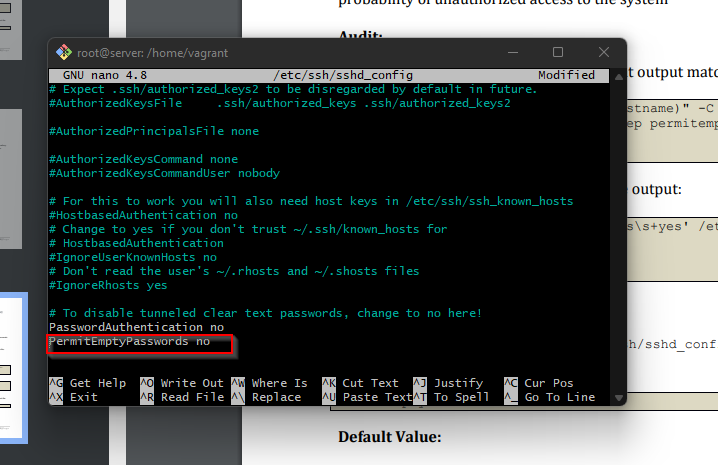 probability of unauthorized access to the system
Audit:
root@server: /home/vagrant
GNU nano 4.8 /etc/ssh/sshd_config Modified
# Expect .ssh/authorized_keys2 to be disregarded by default in future.
#AuthorizedKeysFile .ssh/authorized_keys .ssh/authorized_keys2
#AuthorizedPrincipalsFile none
#AuthorizedKeysCommand none
#AuthorizedKeysCommandUser nobody
# For this to work you will also need host keys in /etc/ssh/ssh_known_hosts
#HostbasedAuthentication no
# Change to yes if you don't trust ~/.ssh/known_hosts for
# HostbasedAuthentication
#IgnoreUserKnownHosts no
# Don't read the user's ~/.rhosts and ~/.shosts files
#IgnoreRhosts yes
# To disable tunneled clear text passwords, change to no here!
PasswordAuthentication no
PermitEmptyPasswords no
^G Get Help ^O Write Out ^W Where Is ^K Cut Text ^J Justify ^C Cur Pos
^X Exit ^R Read File ^\ Replace ^U Paste Text ^T To Spell ^_ Go To Line
t output matc
stname)" -C
ep permitemp
output:
s\s+yes' /et
h/sshd_conf
Default Value: